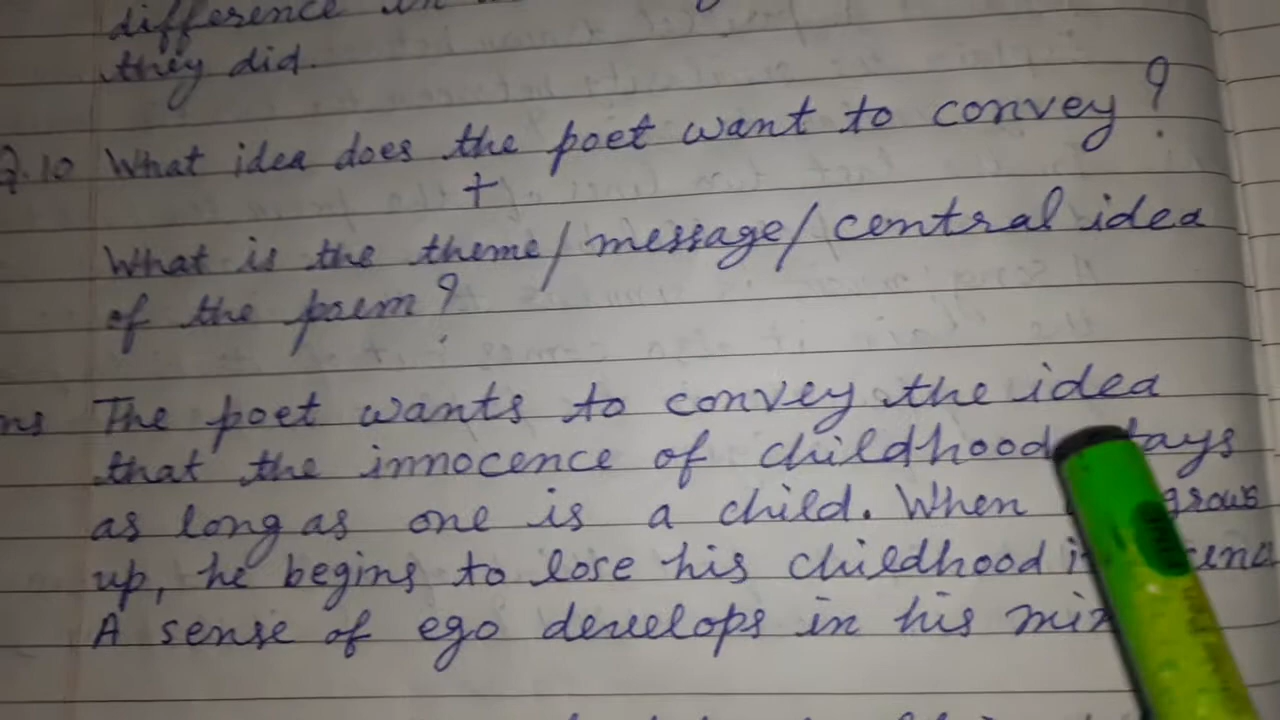 difference in
they did.
Q.10 What idea does the poet want to convey ?
+
What is the theme/message/central idea
of the poem ?
Ans The poet wants to convey the idea
that the innocence of childhood
as long as one is a child. When grows
up, he begins to lose his childhood
A sense of ego develops in his